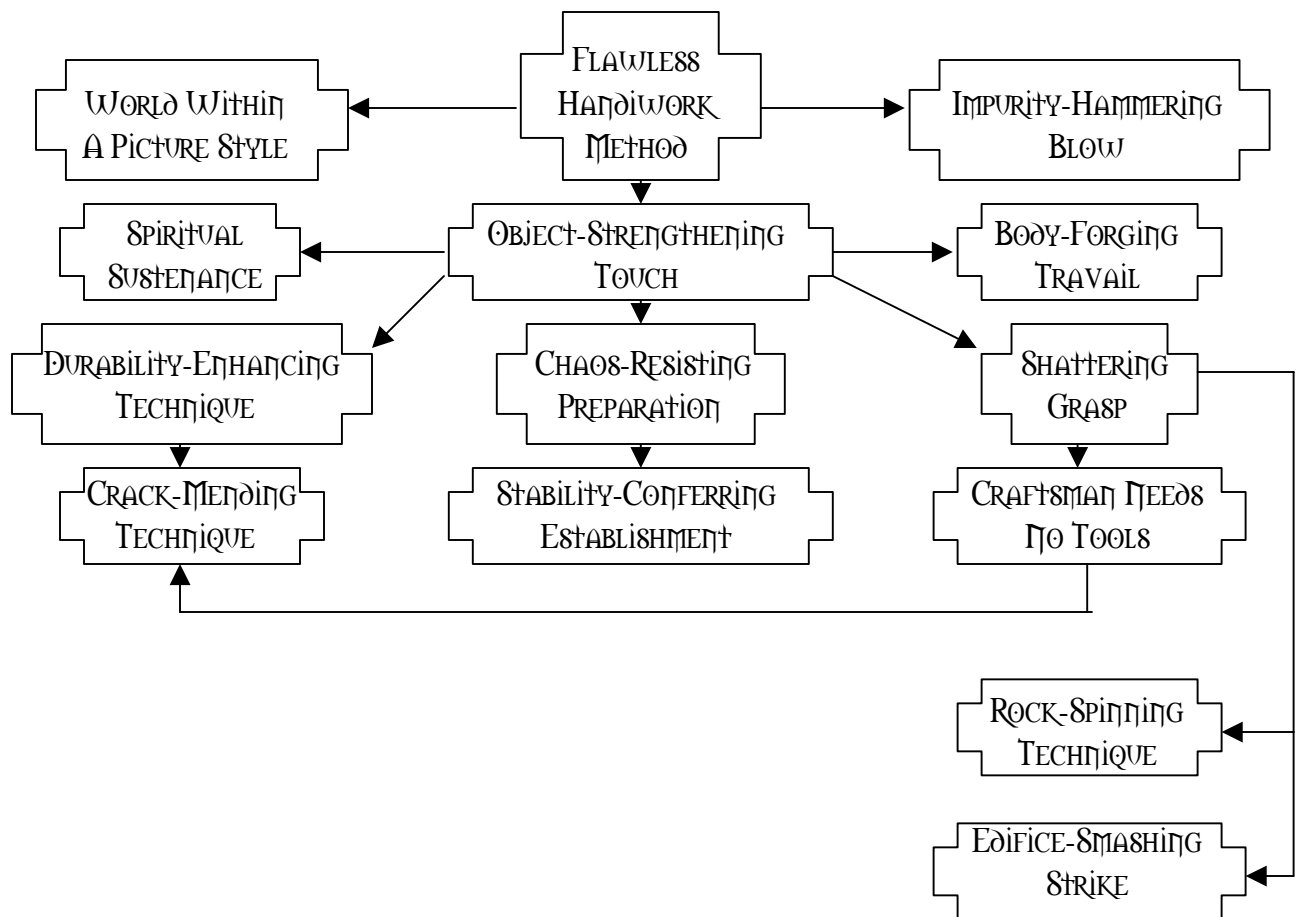 Flawless
Handiwork
Method
World Within
A Picture Style
Impurity-Hammering
Blow
Spiritual
Sustenance
Object-Strengthening
Touch
Body-Forging
Travail
Durability-Enhancing
Technique
Chaos-Resisting
Preparation
Shattering
Grasp
Crack-Mending
Technique
Stability-Conferring
Establishment
Craftsman Needs
No Tools
Rock-Spinning
Technique
Edifice-Smashing
Strike